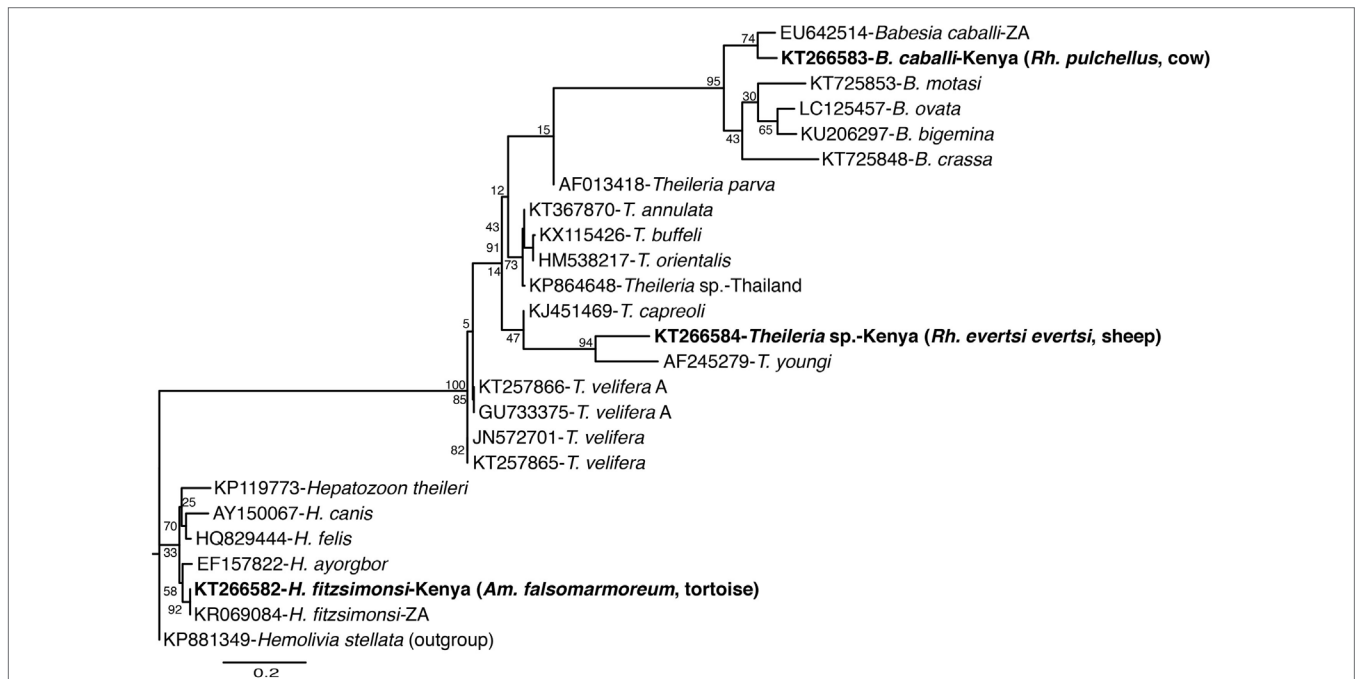 EU642514-Babesia caballi-ZA
74
KT266583-B. caballi-Kenya (Rh. pulchellus, cow)
95
KT725853-B. motasi
30
LC125457-B. ovata
65
KU206297-B. bigemina
43
KT725848-B. crassa
15
AF013418-Theileria parva
12
KT367870-T. annulata
43
KX115426-T. buffeli
91
HM538217-T. orientalis
14
73
KP864648-Theileria sp.-Thailand
KJ451469-T. capreoli
5
47
KT266584-Theileria sp.-Kenya (Rh. evertsi evertsi, sheep)
94
AF245279-T. youngi
100
KT257866-T. velifera A
85
GU733375-T. velifera A
JN572701-T. velifera
82
KT257865-T. velifera
KP119773-Hepatozoon theileri
25
AY150067-H. canis
70
HQ829444-H. felis
33
EF157822-H. ayorgbor
58
KT266582-H. fitzsimonsi-Kenya (Am. falsomarmoreum, tortoise)
92
KR069084-H. fitzsimonsi-ZA
KP881349-Hemolivia stellata (outgroup)
0.2